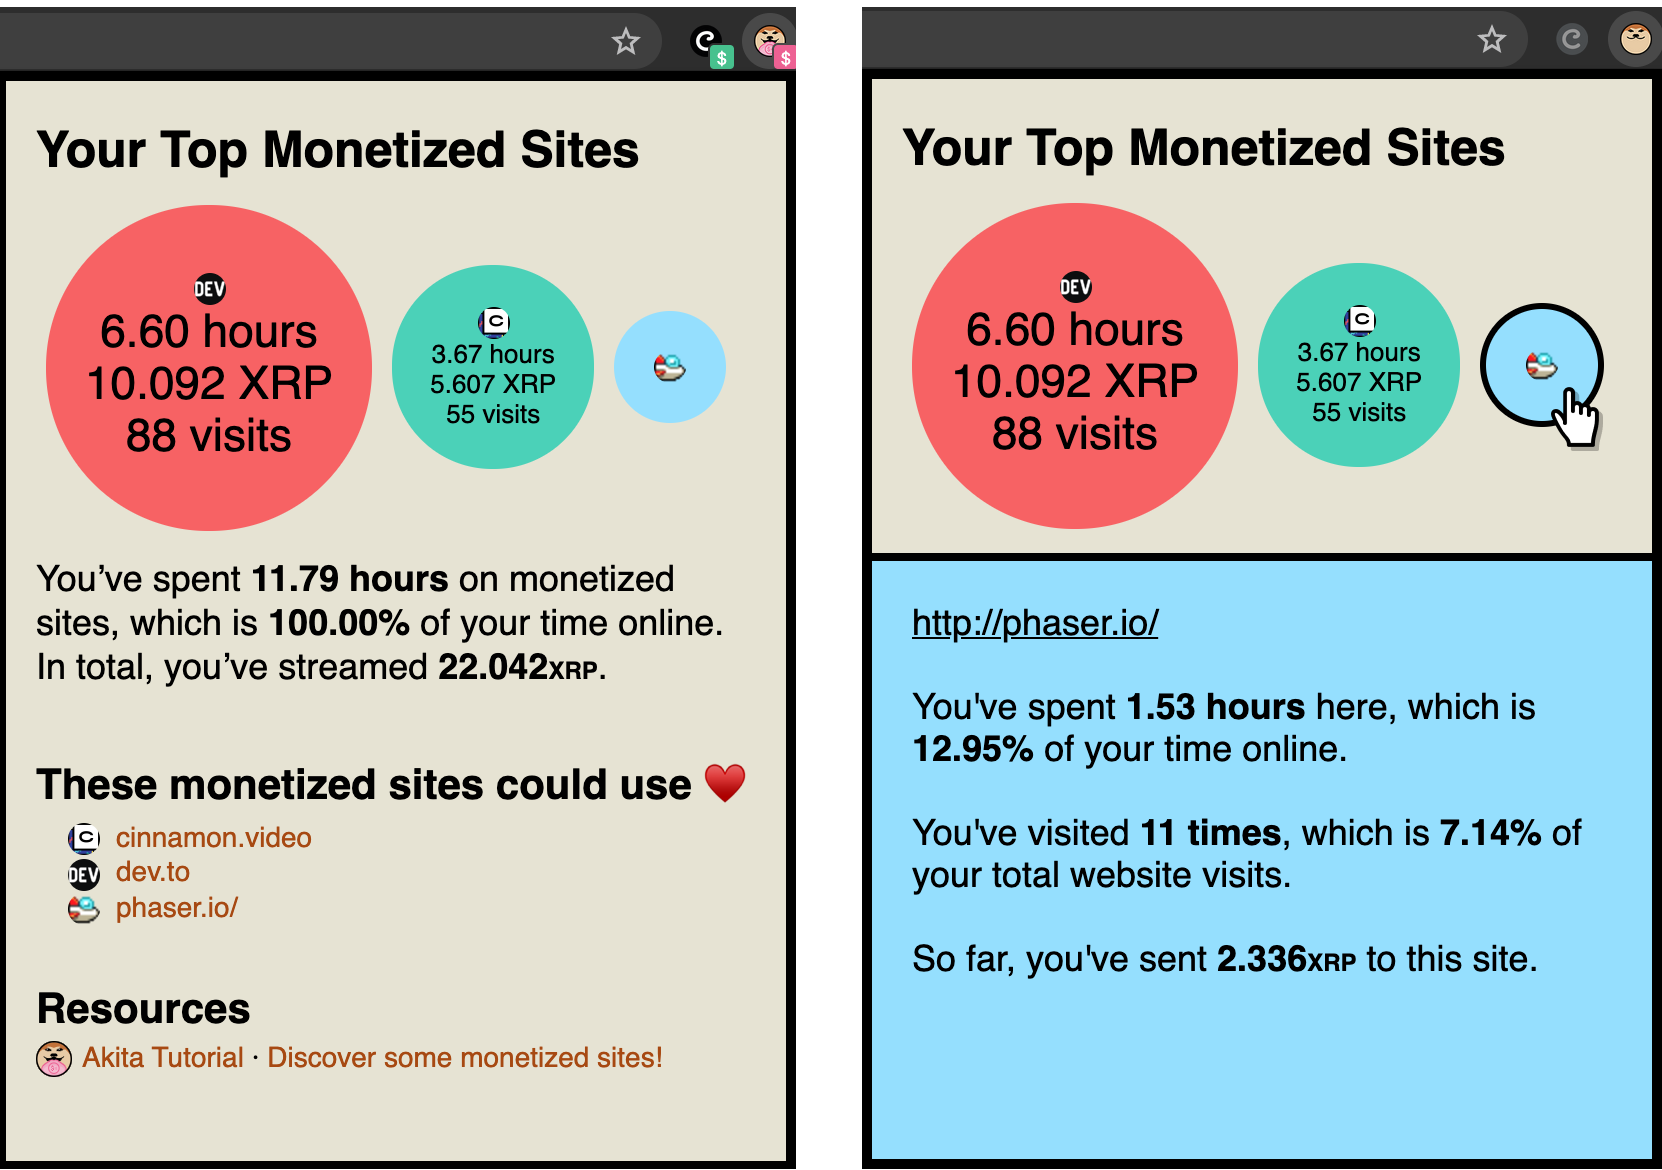 $
$
Your Top Monetized Sites
DEV
6.60 hours
10.092 XRP
88 visits
C
3.67 hours
5.607 XRP
55 visits
You’ve spent 11.79 hours on monetized
sites, which is 100.00% of your time online.
In total, you’ve streamed 22.042XRP.
These monetized sites could use ♥
C cinnamon.video
DEV dev.to
phaser.io/
Resources
Akita Tutorial · Discover some monetized sites!
Your Top Monetized Sites
DEV
6.60 hours
10.092 XRP
88 visits
C
3.67 hours
5.607 XRP
55 visits
http://phaser.io/
You've spent 1.53 hours here, which is
12.95% of your time online.
You've visited 11 times, which is 7.14% of
your total website visits.
So far, you've sent 2.336XRP to this site.